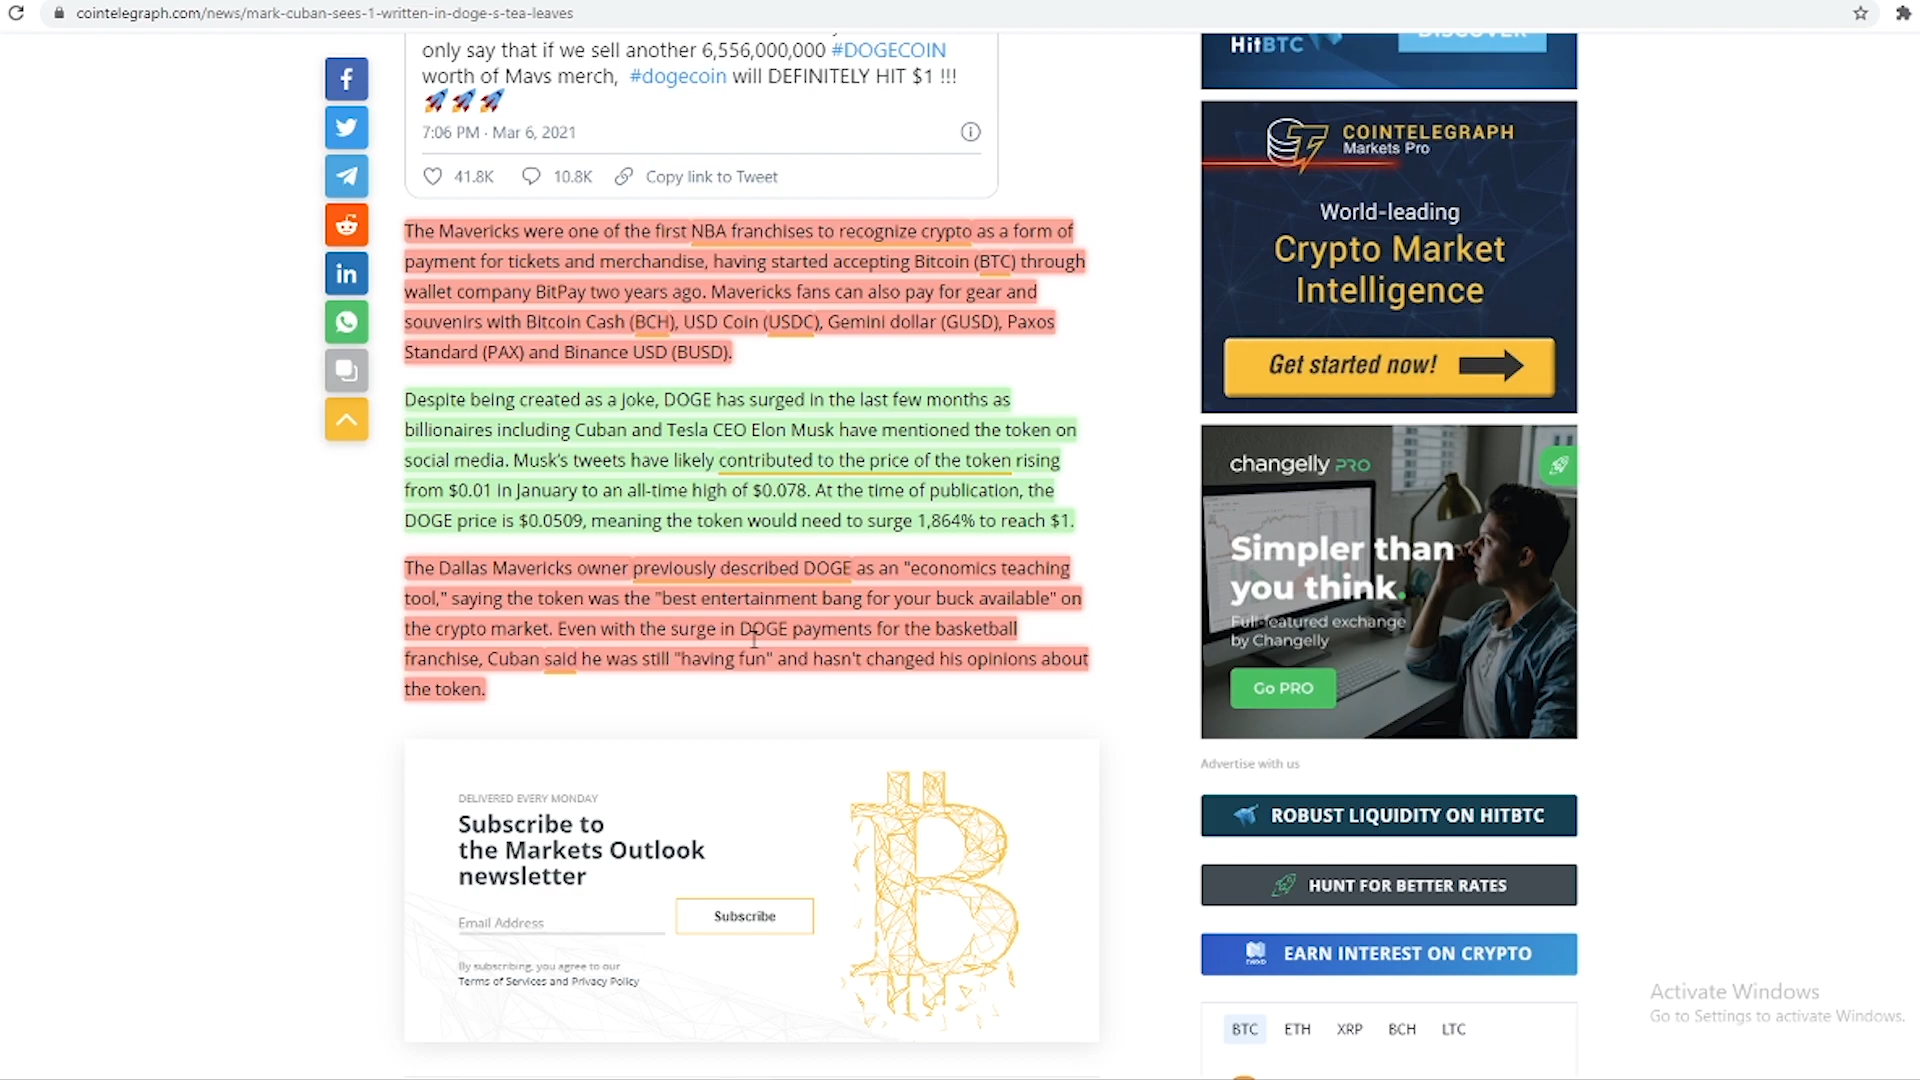 cointelegraph.com/news/mark-cuban-sees-1-written-in-doge-s-tea-leaves
only say that if we sell another 6,556,000,000 #DOGECOIN
worth of Mavs merch, #dogecoin will DEFINITELY HIT $1 !!!
7:06 PM · Mar 6, 2021
41.8K 10.8K Copy link to Tweet
The Mavericks were one of the first NBA franchises to recognize crypto as a form of
payment for tickets and merchandise, having started accepting Bitcoin (BTC) through
wallet company BitPay two years ago. Mavericks fans can also pay for gear and
souvenirs with Bitcoin Cash (BCH), USD Coin (USDC), Gemini dollar (GUSD), Paxos
Standard (PAX) and Binance USD (BUSD).
Despite being created as a joke, DOGE has surged in the last few months as
billionaires including Cuban and Tesla CEO Elon Musk have mentioned the token on
social media. Musk's tweets have likely contributed to the price of the token rising
from $0.01 in January to an all-time high of $0.078. At the time of publication, the
DOGE price is $0.0509, meaning the token would need to surge 1,864% to reach $1.
The Dallas Mavericks owner previously described DOGE as an "economics teaching
tool," saying the token was the "best entertainment bang for your buck available" on
the crypto market. Even with the surge in DOGE payments for the basketball
franchise, Cuban said he was still "having fun" and hasn't changed his opinions about
the token.
DELIVERED EVERY MONDAY
Subscribe to
the Markets Outlook
newsletter
Email Address
Subscribe
By subscribing, you agree to our
Terms of Services and Privacy Policy
HitBTC
DISCOVER
COINTELEGRAPH
Markets Pro
World-leading
Crypto Market
Intelligence
Get started now!
changelly PRO
Simpler than
you think.
Full-featured exchange
by Changelly
Go PRO
Advertise with us
ROBUST LIQUIDITY ON HITBTC
HUNT FOR BETTER RATES
EARN INTEREST ON CRYPTO
BTC ETH XRP BCH LTC
Activate Windows
Go to Settings to activate Windows.